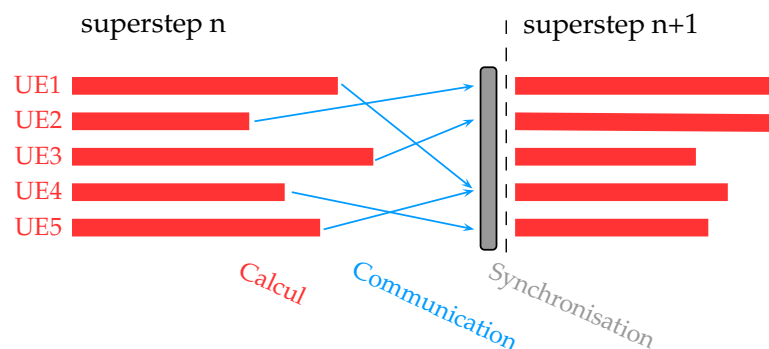 superstep n
superstep n+1
UE1
UE2
UE3
UE4
UE5
Calcul
Communication
Synchronisation